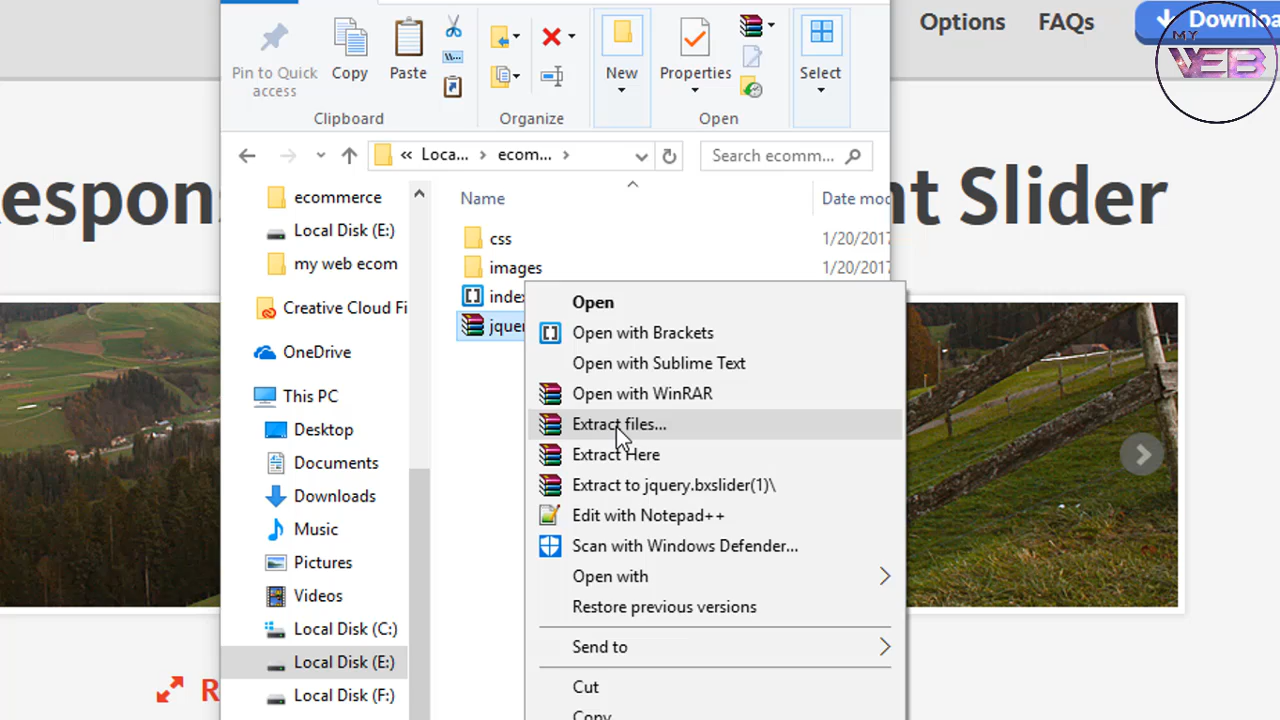 Options FAQs Downloa
MY
WEB
Pin to Quick access
Copy
Paste
New
Properties
Select
Clipboard Organize Open
« Loca... › ecom... ›
Search ecomm...
espon
nt Slider
Name
Date mod
ecommerce
Local Disk (E:)
my web ecom
Creative Cloud Fi
OneDrive
This PC
Desktop
Documents
Downloads
Music
Pictures
Videos
Local Disk (C:)
Local Disk (E:)
Local Disk (F:)
css 1/20/2017
images 1/20/2017
index
jquer
Open
Open with Brackets
Open with Sublime Text
Open with WinRAR
Extract files...
Extract Here
Extract to jquery.bxslider(1)\
Edit with Notepad++
Scan with Windows Defender...
Open with
Restore previous versions
Send to
Cut
Copy
R